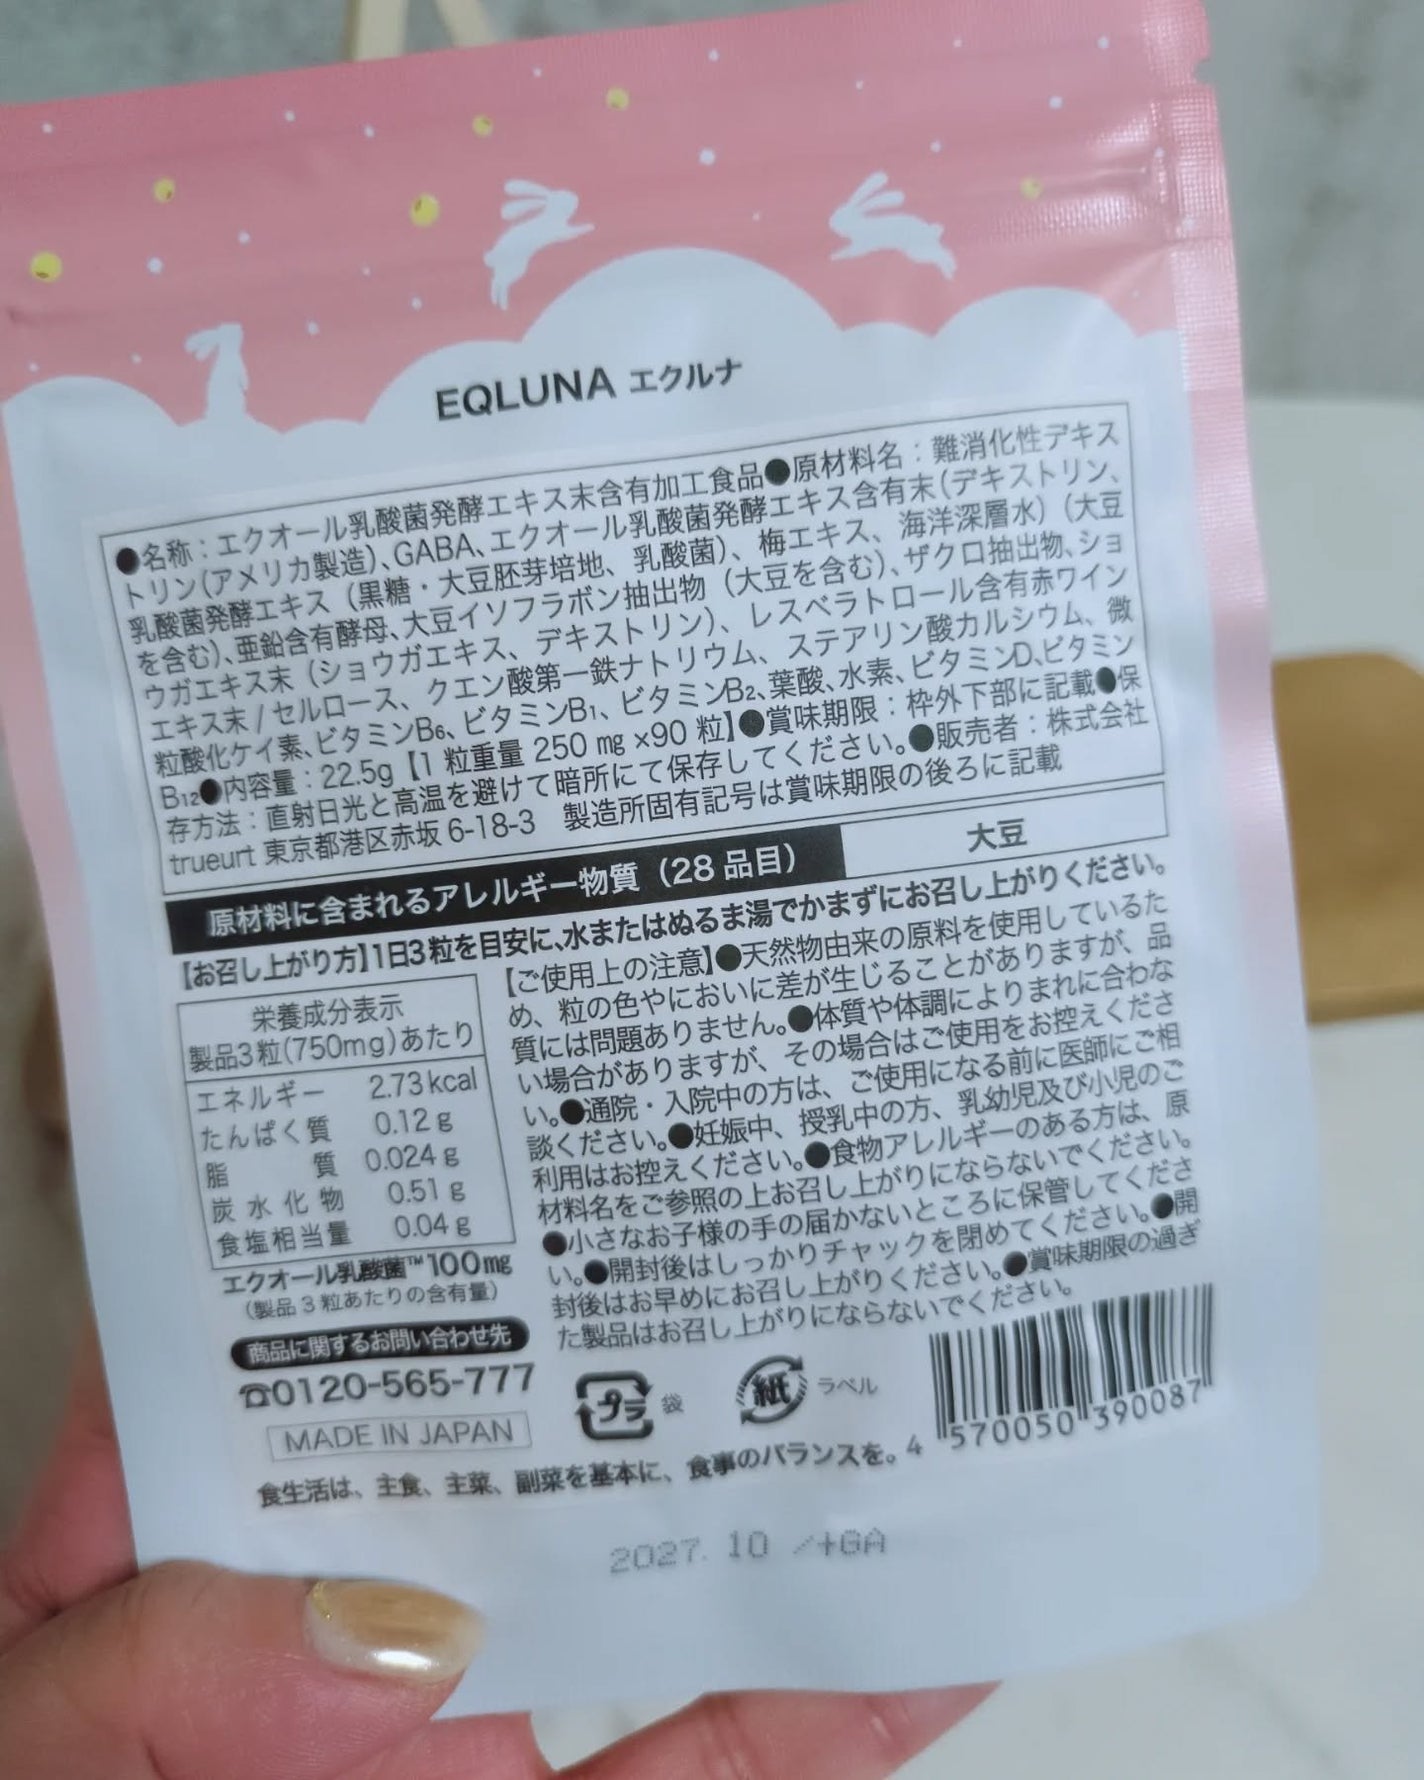 EQLUNA エクルナ
●名称：エクオール乳酸菌発酵エキス末含有加工食品●原材料名：難消化性デキス
トリン(アメリカ製造)、GABA、エクオール乳酸菌発酵エキス含有末(デキストリン、
乳酸菌発酵エキス（黒糖・大豆胚芽培地、乳酸菌）、梅エキス、海洋深層水）(大豆
を含む)、亜鉛含有酵母、大豆イソフラボン抽出物（大豆を含む)、ザクロ抽出物、ショ
ウガエキス末（ショウガエキス、デキストリン）、レスベラトロール含有赤ワイン
エキス末 / セルロース、クエン酸第一鉄ナトリウム、ステアリン酸カルシウム、微
粒酸化ケイ素、ビタミンB6、ビタミンB1、ビタミンB2、葉酸、水素、ビタミンD、ビタミン
B12●内容量：22.5g【1 粒重量 250 mg ×90 粒】●賞味期限：枠外下部に記載●保
存方法：直射日光と高温を避けて暗所にて保存してください。●販売者：株式会社
trueurt 東京都港区赤坂 6-18-3　製造所固有記号は賞味期限の後ろに記載
原材料に含まれるアレルギー物質（28 品目） 大豆
【お召し上がり方】1日3粒を目安に、水またはぬるま湯でかまずにお召し上がりください。
栄養成分表示
製品3粒(750mg)あたり
エネルギー 2.73kcal
たんぱく質 0.12g
脂質 0.024g
炭水化物 0.51g
食塩相当量 0.04g
エクオール乳酸菌™100mg
（製品3粒あたりの含有量）
商品に関するお問い合わせ先
☎0120-565-777
MADE IN JAPAN
【ご使用上の注意】●天然物由来の原料を使用しているた
め、粒の色やにおいに差が生じることがありますが、品
質には問題ありません。●体質や体調によりまれに合わな
い場合がありますが、その場合はご使用をお控えくださ
い。●通院・入院中の方は、ご使用になる前に医師にご相
談ください。●妊娠中、授乳中の方、乳幼児及び小児のご
利用はお控えください。●食物アレルギーのある方は、原
材料名をご参照の上お召し上がりにならないでください。
●小さなお子様の手の届かないところに保管してくださ
い。●開封後はしっかりチャックを閉めてください。●開
封後はお早めにお召し上がりください。●賞味期限の過ぎ
た製品はお召し上がりにならないでください。
プラ 袋
紙 ラベル
4 570050 390087
食生活は、主食、主菜、副菜を基本に、食事のバランスを。
2027. 10 /+GA